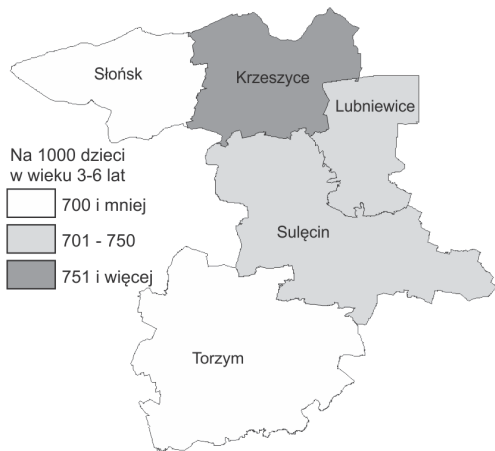 Słońsk
Krzeszyce
Lubniewice
Na 1000 dzieci
w wieku 3-6 lat
700 i mniej
701 - 750
751 i więcej
Sulęcin
Torzym